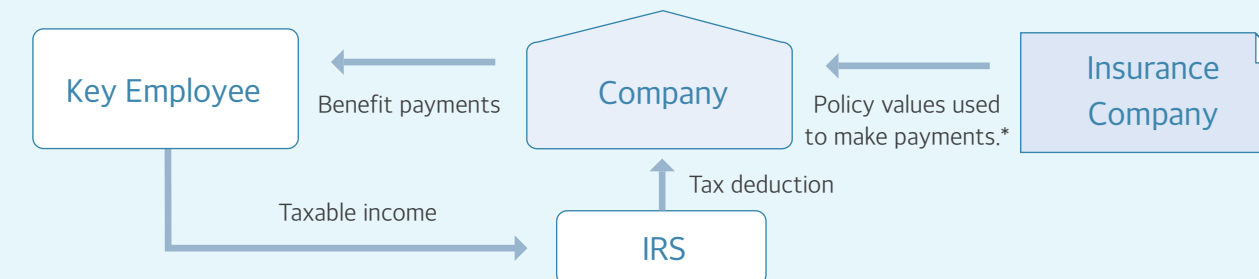 Key Employee
Benefit payments
Company
Policy values used
to make payments.*
Insurance
Company
Taxable income
Tax deduction
IRS